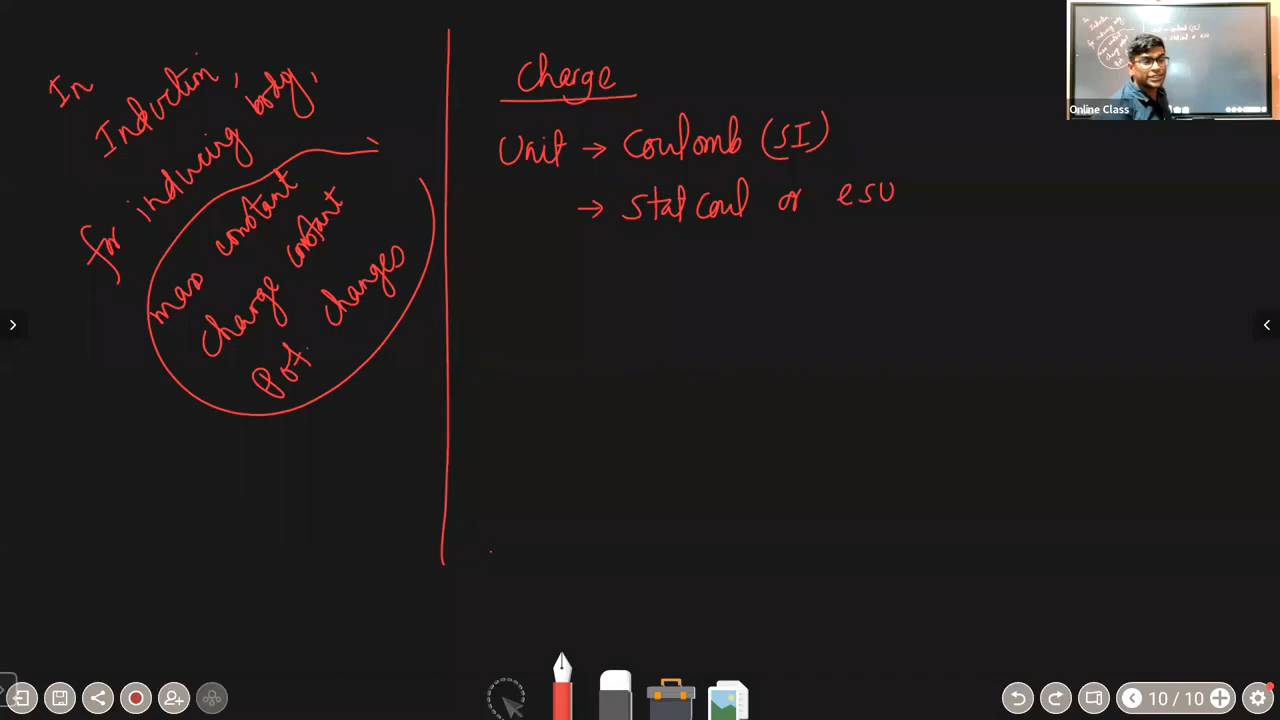 In
Induction,
for inducing body,
mass constant
charge constant
Pot. changes
Charge
Unit → Coulomb (SI)
→ stat coul or esu
Online Class
10 / 10